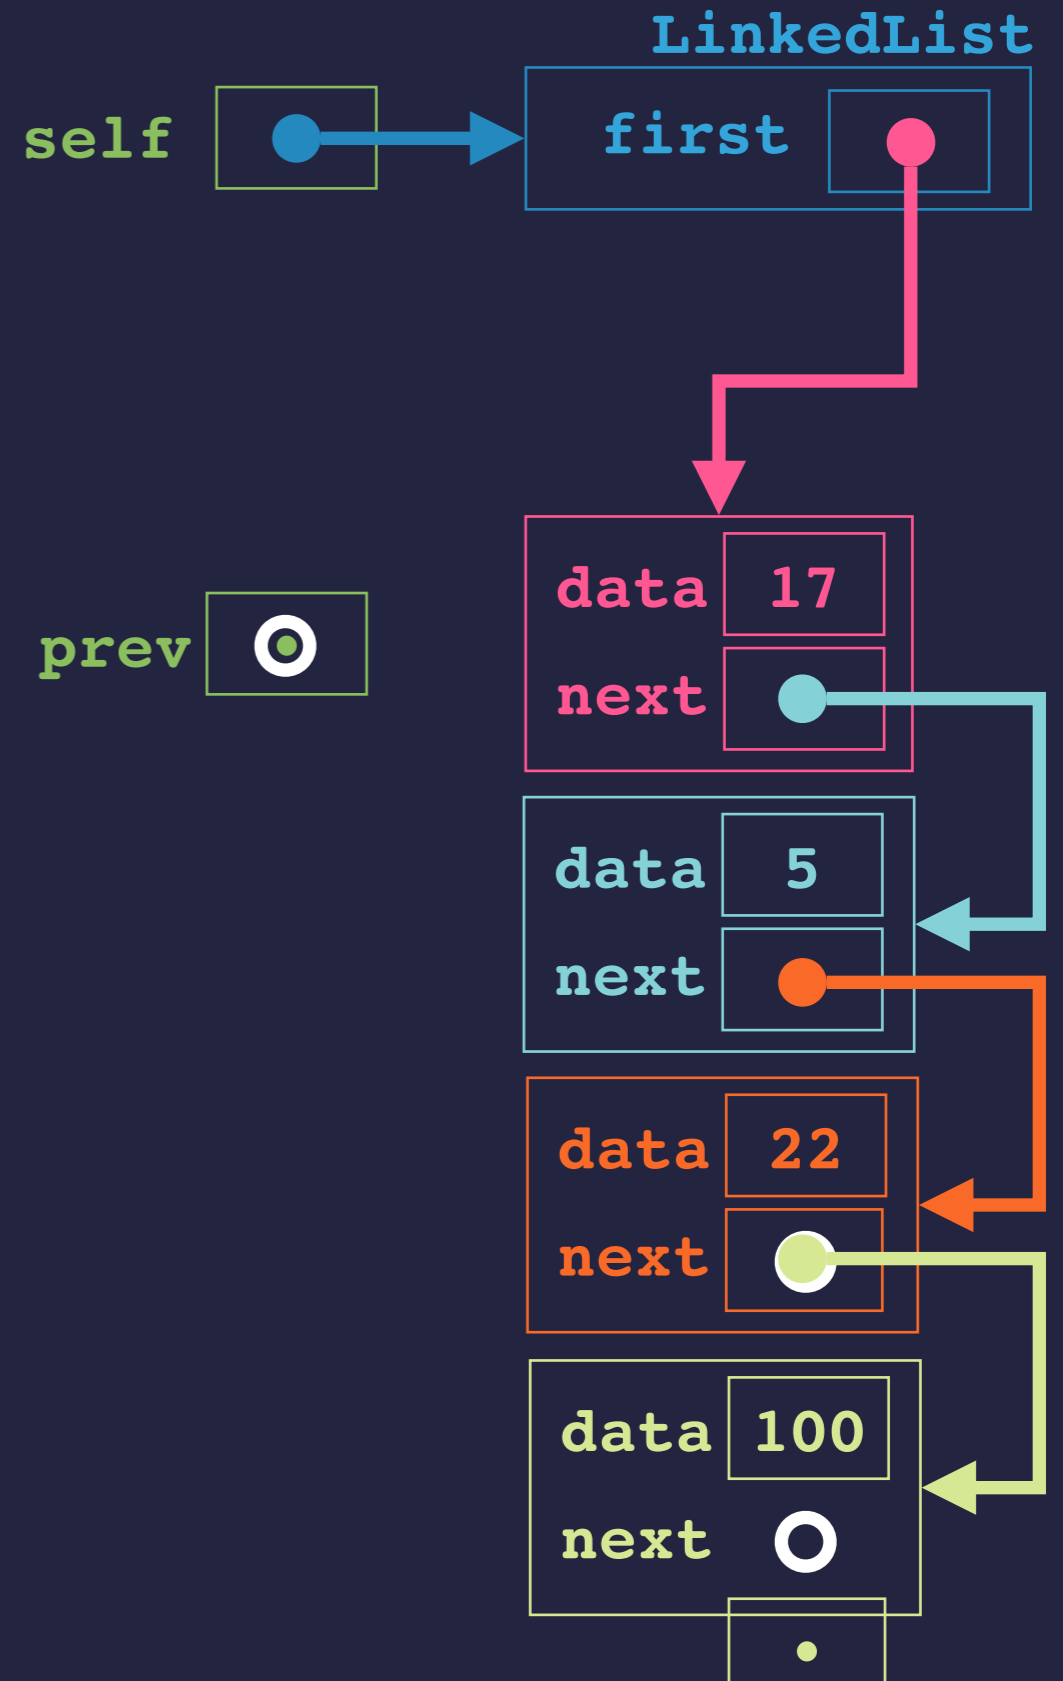 LinkedList
self
first
data 17
prev
next
data 5
next
data 22
next
data 100
next